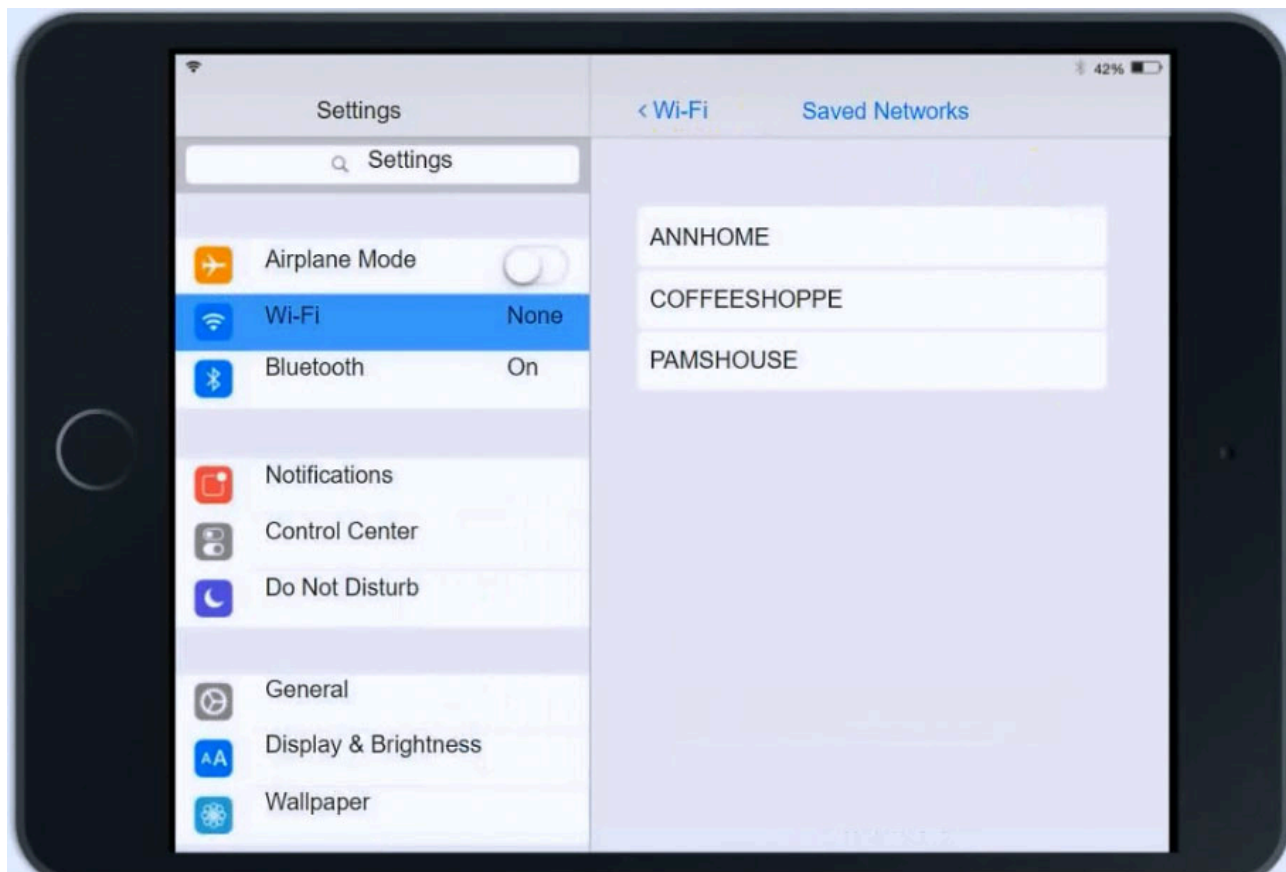 42%
Settings
< Wi-Fi Saved Networks
Settings
Airplane Mode
Wi-Fi None
Bluetooth On
Notifications
Control Center
Do Not Disturb
General
AA Display & Brightness
Wallpaper
ANNHOME
COFFEESHOPPE
PAMSHOUSE